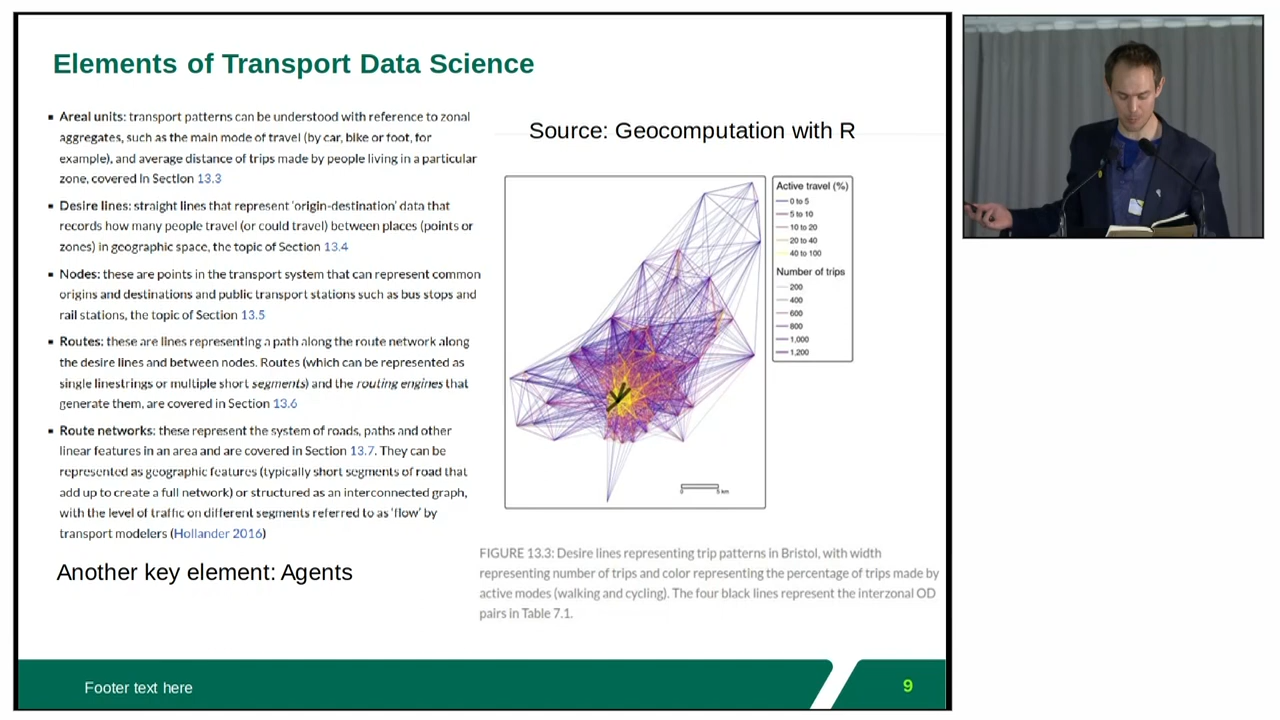 Elements of Transport Data Science
▪ Areal units: transport patterns can be understood with reference to zonal
aggregates, such as the main mode of travel (by car, bike or foot, for
example), and average distance of trips made by people living in a particular
zone, covered in Section 13.3
▪ Desire lines: straight lines that represent 'origin-destination' data that
records how many people travel (or could travel) between places (points or
zones) in geographic space, the topic of Section 13.4
▪ Nodes: these are points in the transport system that can represent common
origins and destinations and public transport stations such as bus stops and
rail stations, the topic of Section 13.5
▪ Routes: these are lines representing a path along the route network along
the desire lines and between nodes. Routes (which can be represented as
single linestrings or multiple short segments) and the routing engines that
generate them, are covered in Section 13.6
▪ Route networks: these represent the system of roads, paths and other
linear features in an area and are covered in Section 13.7. They can be
represented as geographic features (typically short segments of road that
add up to create a full network) or structured as an interconnected graph,
with the level of traffic on different segments referred to as 'flow' by
transport modelers (Hollander 2016)
Another key element: Agents
Source: Geocomputation with R
Active travel (%)
0 to 5
5 to 10
10 to 20
20 to 40
40 to 100
Number of trips
200
400
600
800
1,000
1,200
0 5 km
FIGURE 13.3: Desire lines representing trip patterns in Bristol, with width
representing number of trips and color representing the percentage of trips made by
active modes (walking and cycling). The four black lines represent the interzonal OD
pairs in Table 7.1.
Footer text here
9